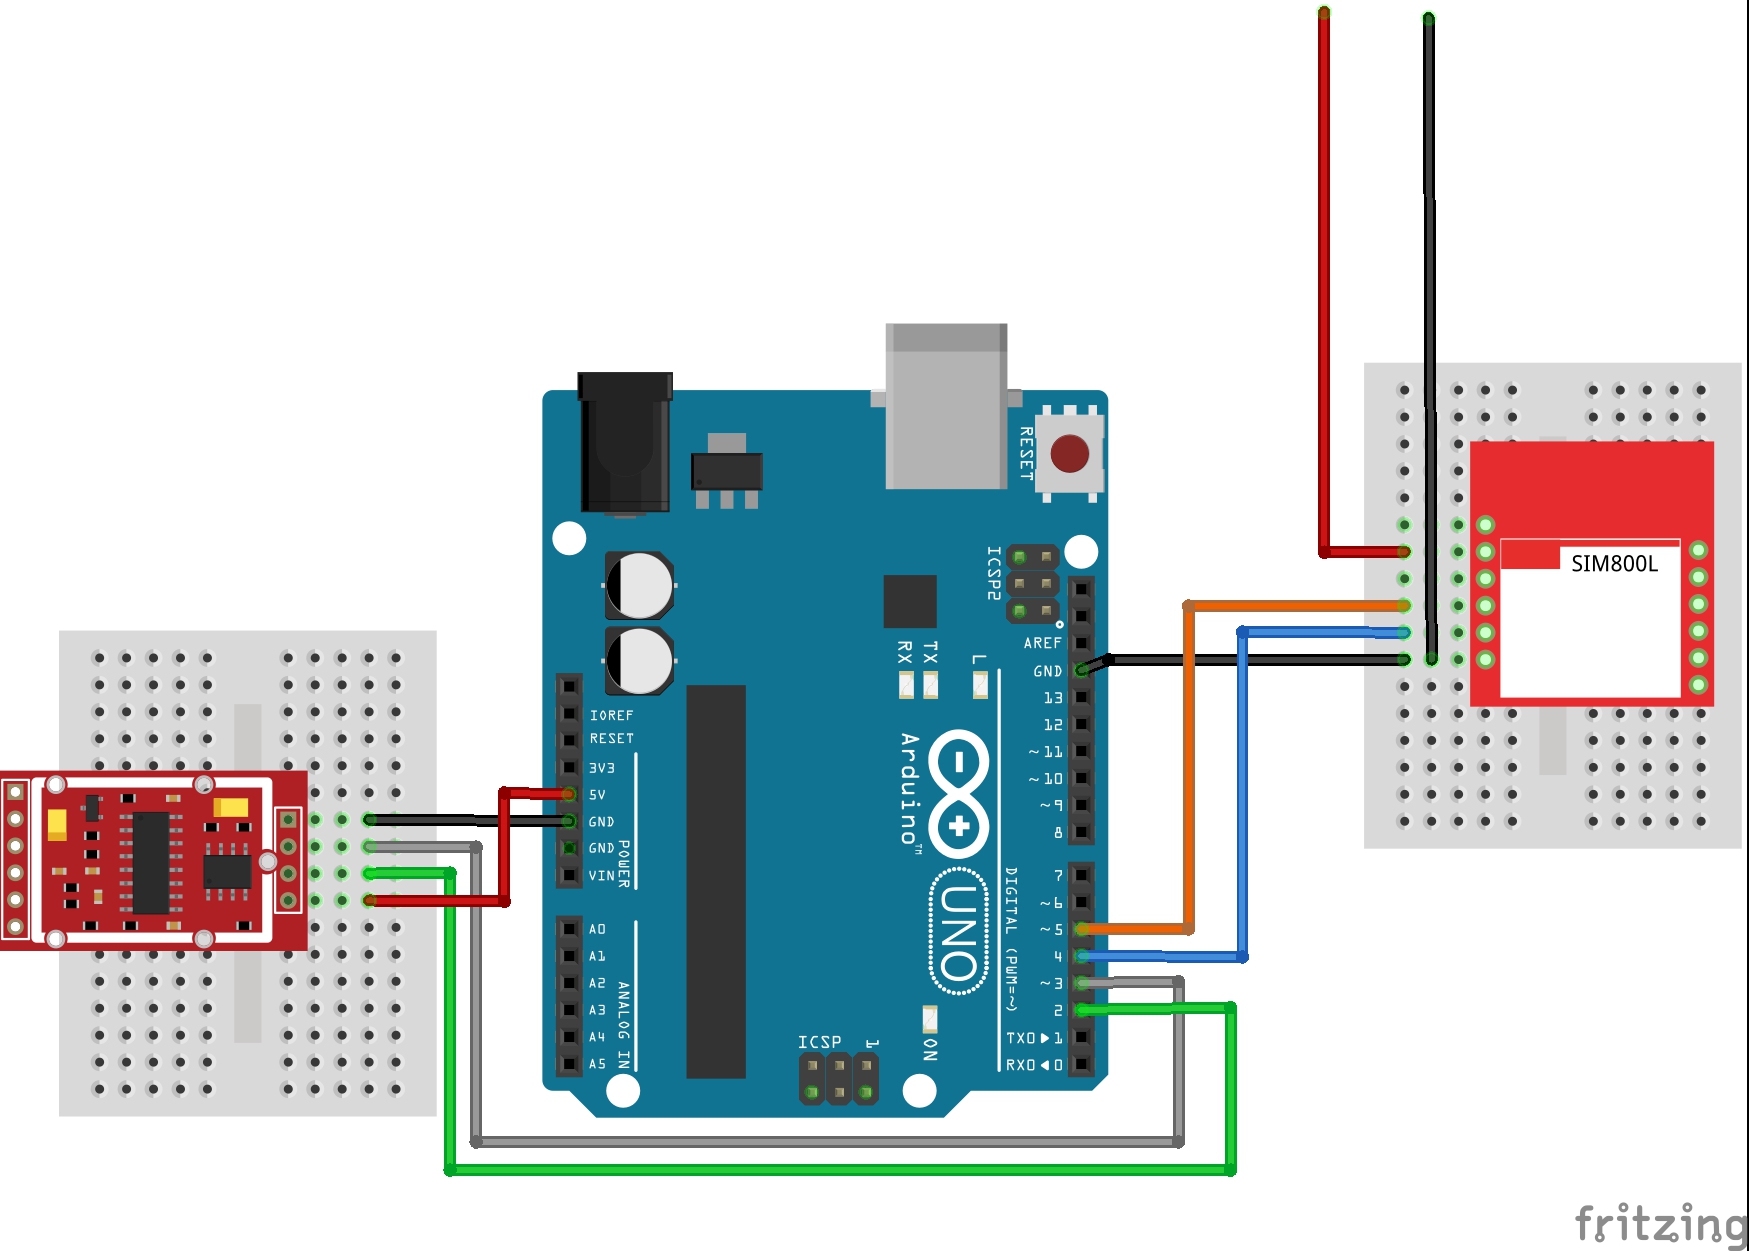 RESET
ICSP2
AREF
GND
13
12
~11
~10
~9
8
RX
TX
L
IOREF
RESET
3V3
5V
GND
GND
VIN
POWER
A0
A1
A2
A3
A4
A5
ANALOG IN
Arduino™
UNO
DIGITAL (PWM=~)
7
~6
~5
4
~3
2
TX0▶1
RX0◀0
ON
ICSP
1
SIM800L
fritzing